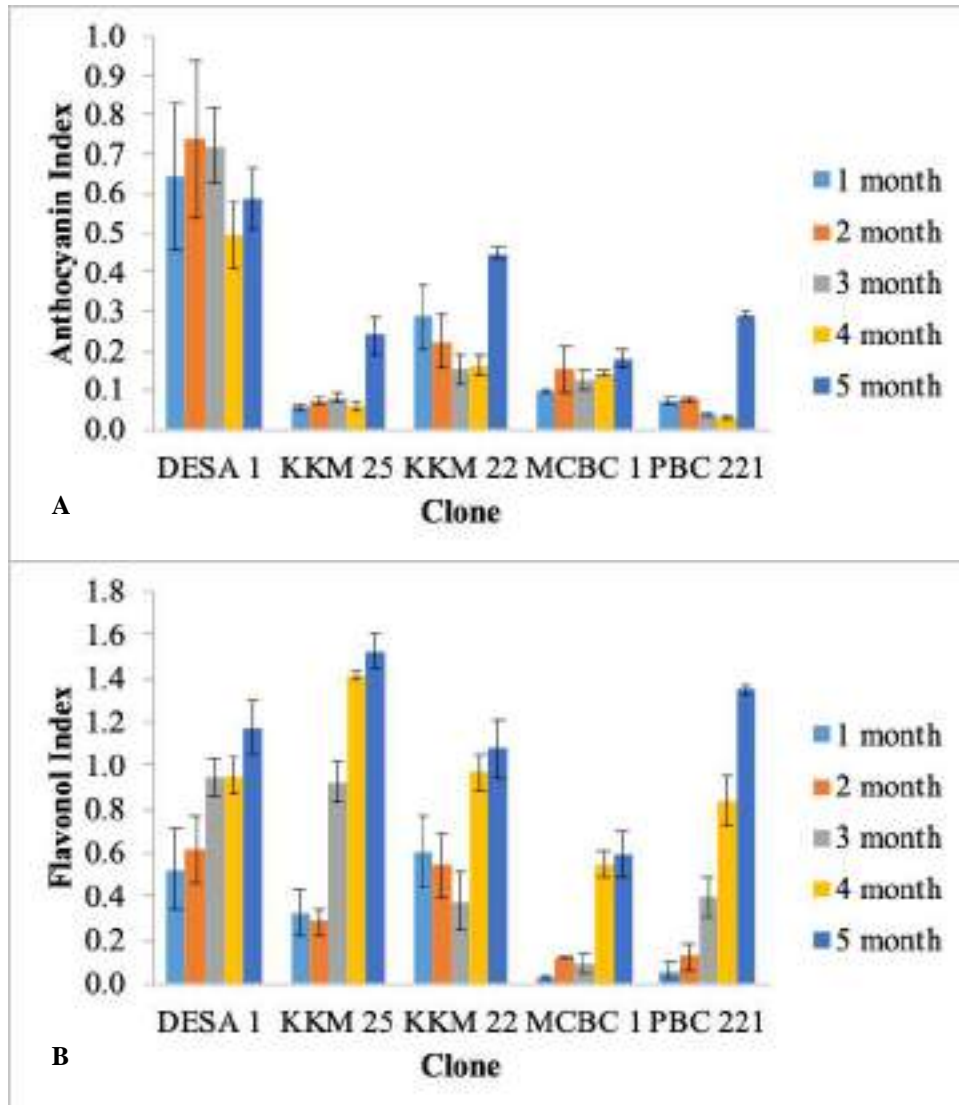 1.0
0.9
0.8
0.7
0.6
0.5
0.4
0.3
0.2
0.1
0.0
Anthocyanin Index
DESA 1 KKM 25 KKM 22 MCBC 1 PBC 221
Clone
A
1 month
2 month
3 month
4 month
5 month
1.8
1.6
1.4
1.2
1.0
0.8
0.6
0.4
0.2
0.0
Flavonol Index
DESA 1 KKM 25 KKM 22 MCBC 1 PBC 221
Clone
B
1 month
2 month
3 month
4 month
5 month